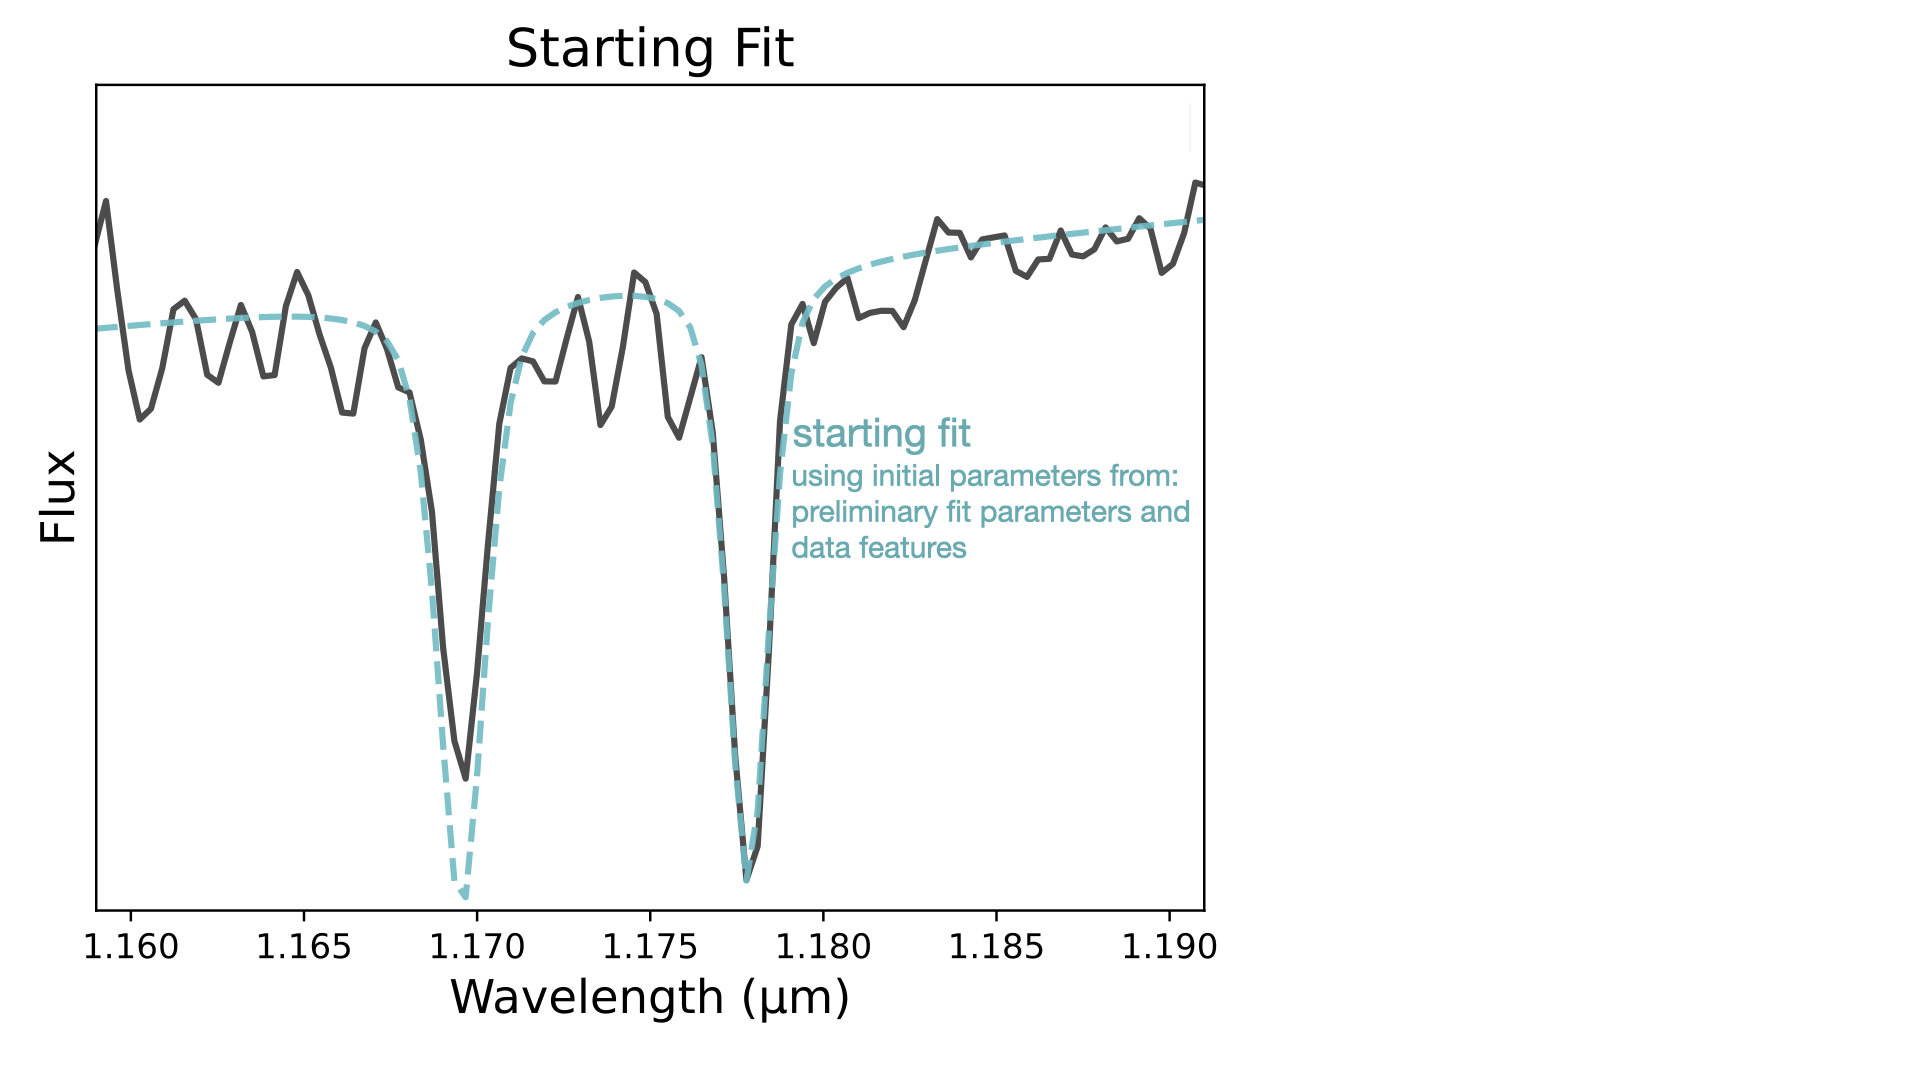 Starting Fit
Flux
starting fit
using initial parameters from:
preliminary fit parameters and
data features
1.160 1.165 1.170 1.175 1.180 1.185 1.190
Wavelength (μm)